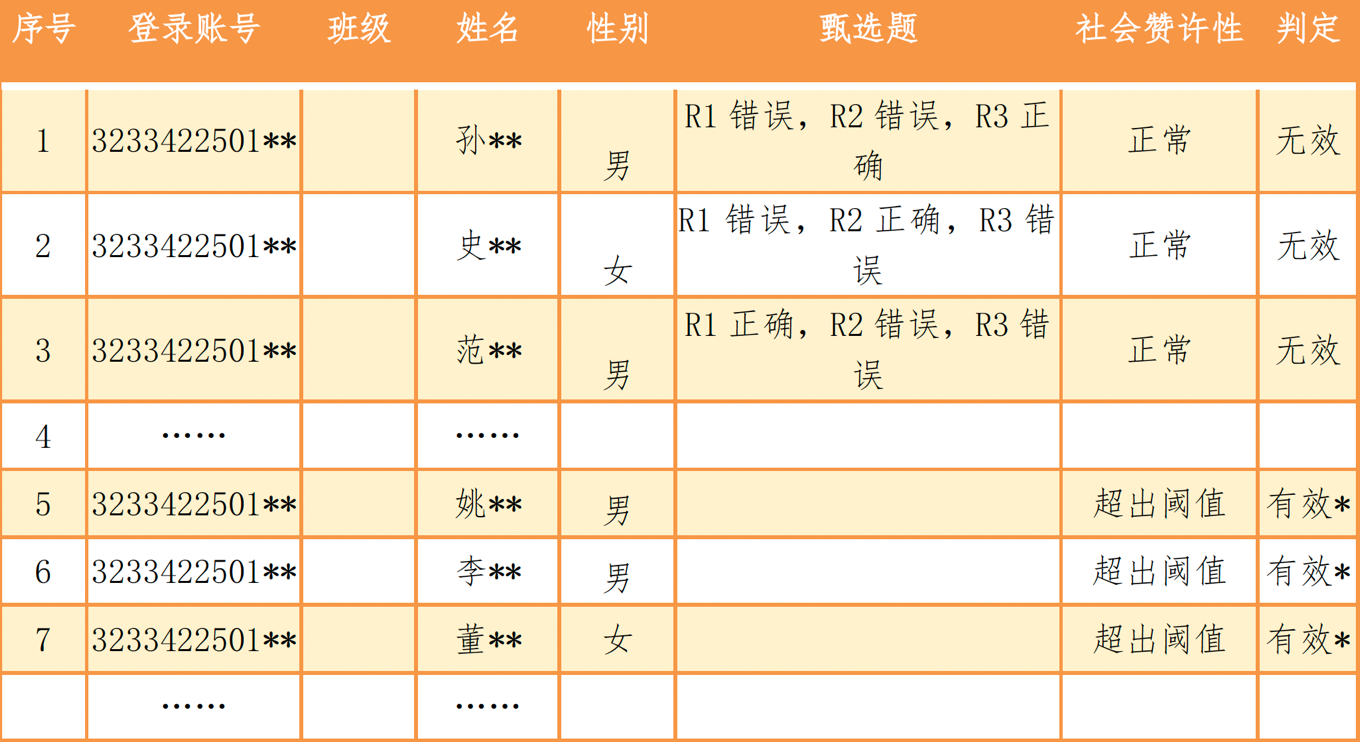 序号 登录账号 班级 姓名 性别 甄选题 社会赞许性 判定
1 3233422501** 孙** 男 R1 错误，R2 错误，R3 正
确 正常 无效
2 3233422501** 史** 女 R1 错误，R2 正确，R3 错
误 正常 无效
3 3233422501** 范** 男 R1 正确，R2 错误，R3 错
误 正常 无效
4 …… ……
5 3233422501** 姚** 男 超出阈值 有效*
6 3233422501** 李** 男 超出阈值 有效*
7 3233422501** 董** 女 超出阈值 有效*
…… ……